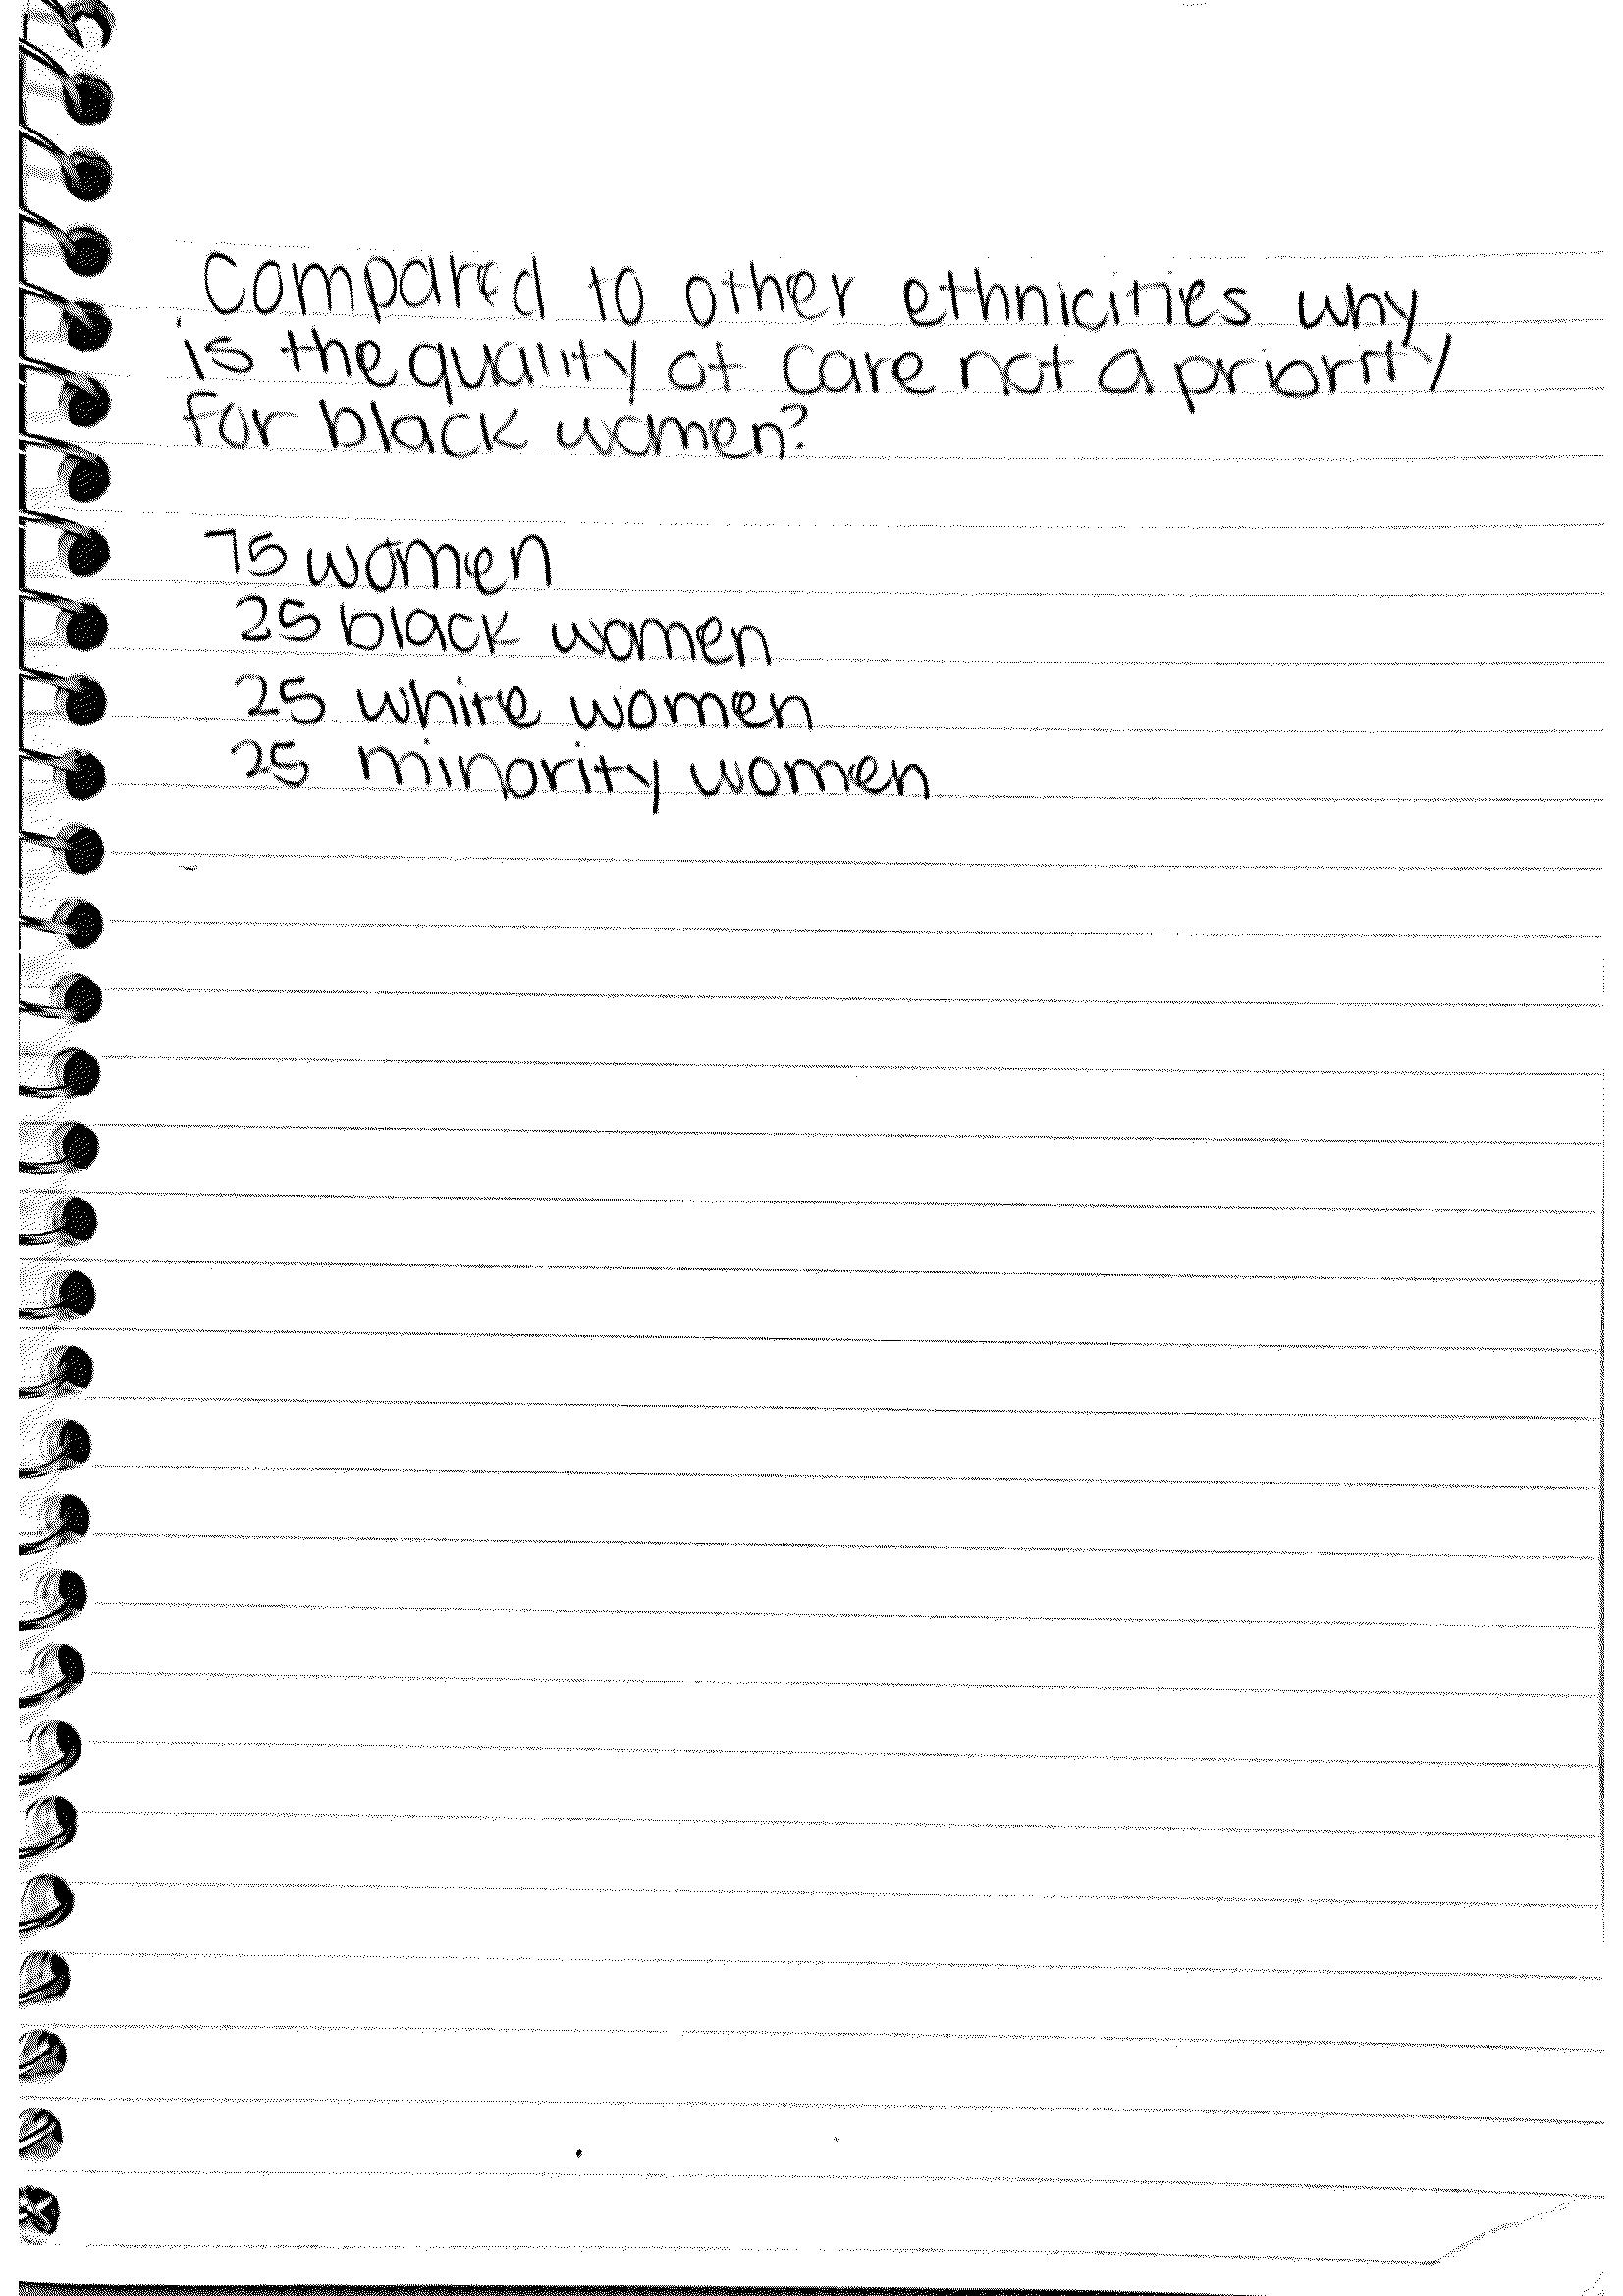 Compared to other ethnicities why
is the quality of care not a priority
for black women?
75 women
25 black women
25 white women
25 minority women